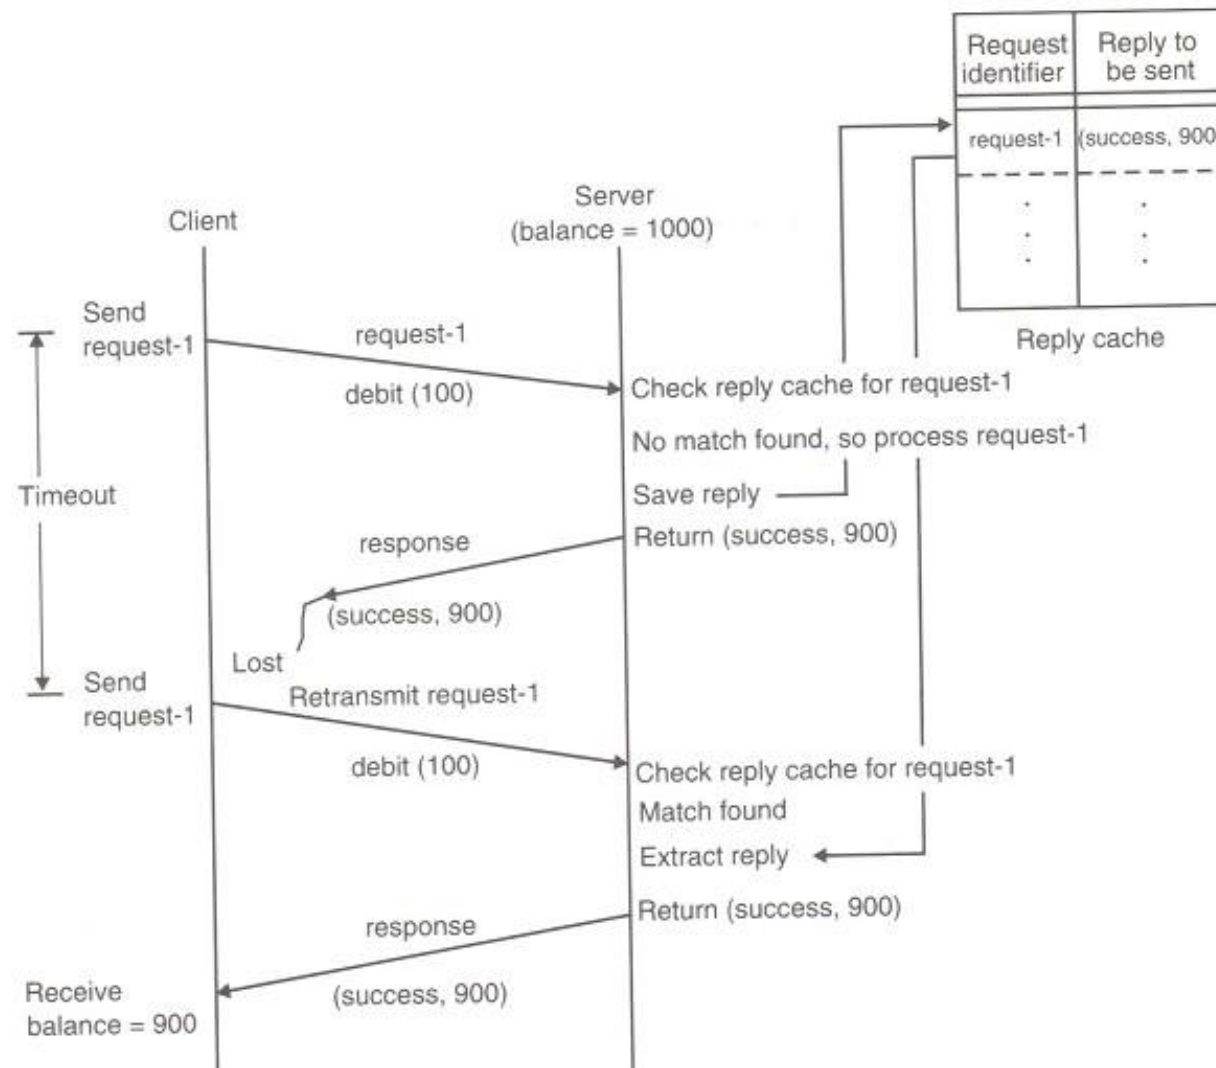 Request
identifier
Reply to
be sent
request-1
(success, 900
Reply cache
Client
Server
(balance = 1000)
Send
request-1
request-1
debit (100)
Check reply cache for request-1
No match found, so process request-1
Timeout
Save reply
Return (success, 900)
response
(success, 900)
Lost
Send
request-1
Retransmit request-1
debit (100)
Check reply cache for request-1
Match found
Extract reply
Return (success, 900)
response
(success, 900)
Receive
balance = 900